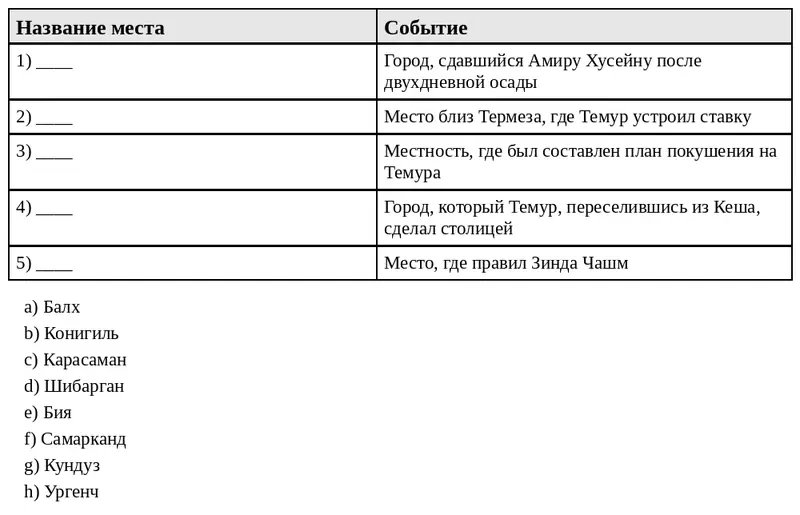 Название места Событие
1) ____ Город, сдавшийся Амиру Хусейну после
двухдневной осады
2) ____ Место близ Термеза, где Темур устроил ставку
3) ____ Местность, где был составлен план покушения на
Темура
4) ____ Город, который Темур, переселившись из Кеша,
сделал столицей
5) ____ Место, где правил Зинда Чашм
a) Балх
b) Конигиль
c) Карасаман
d) Шибарган
e) Бия
f) Самарканд
g) Кундуз
h) Ургенч